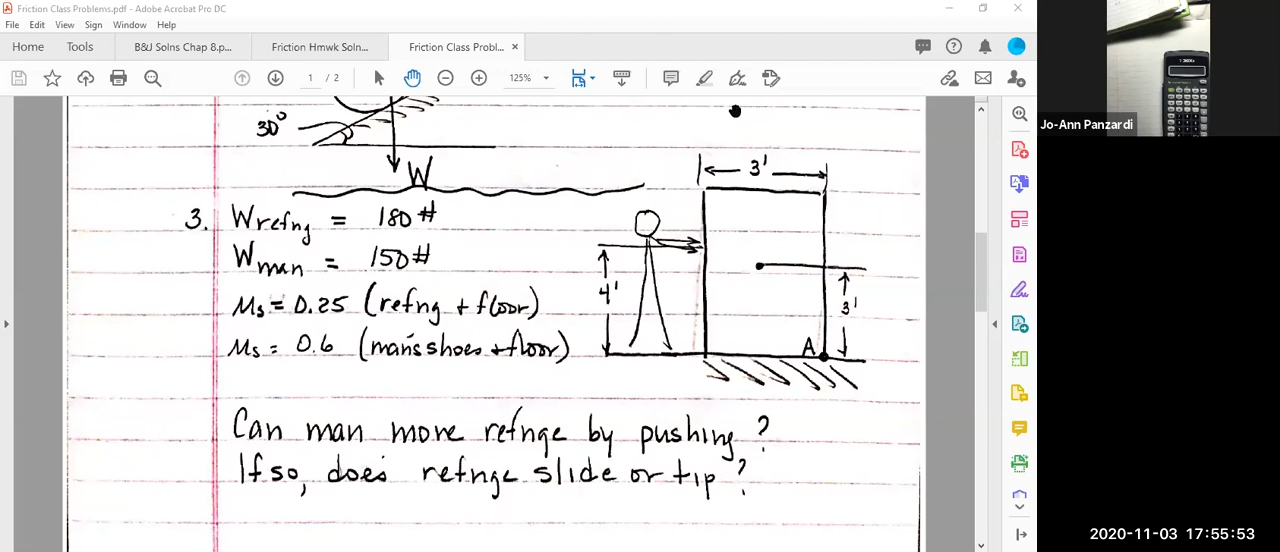 Friction Class Problems.pdf - Adobe Acrobat Pro DC
File Edit View Sign Window Help
Home Tools B&J Solns Chap 8.p... Friction Hmwk Soln... Friction Class Probl... ×
1 / 2 125%
30°
W
3'
3. Wrefng = 180 #
Wman = 150 #
Ms = 0.25 (refng + floor)
Ms = 0.6 (man's shoes + floor)
4'
3'
A
Can man move refnge by pushing?
If so, does refnge slide or tip?
Jo-Ann Panzardi
2020-11-03 17:55:53